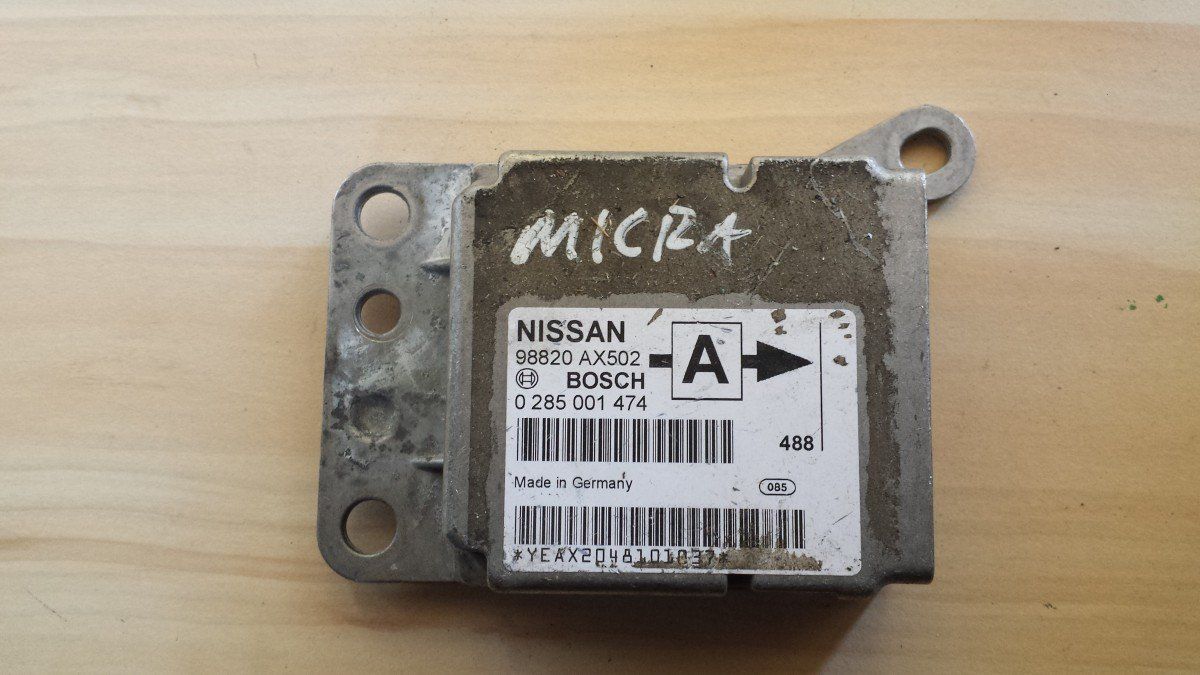 MICRA
NISSAN
98820 AX502
A
BOSCH
0 285 001 474
488
Made in Germany
085
*YEAX2048101037*